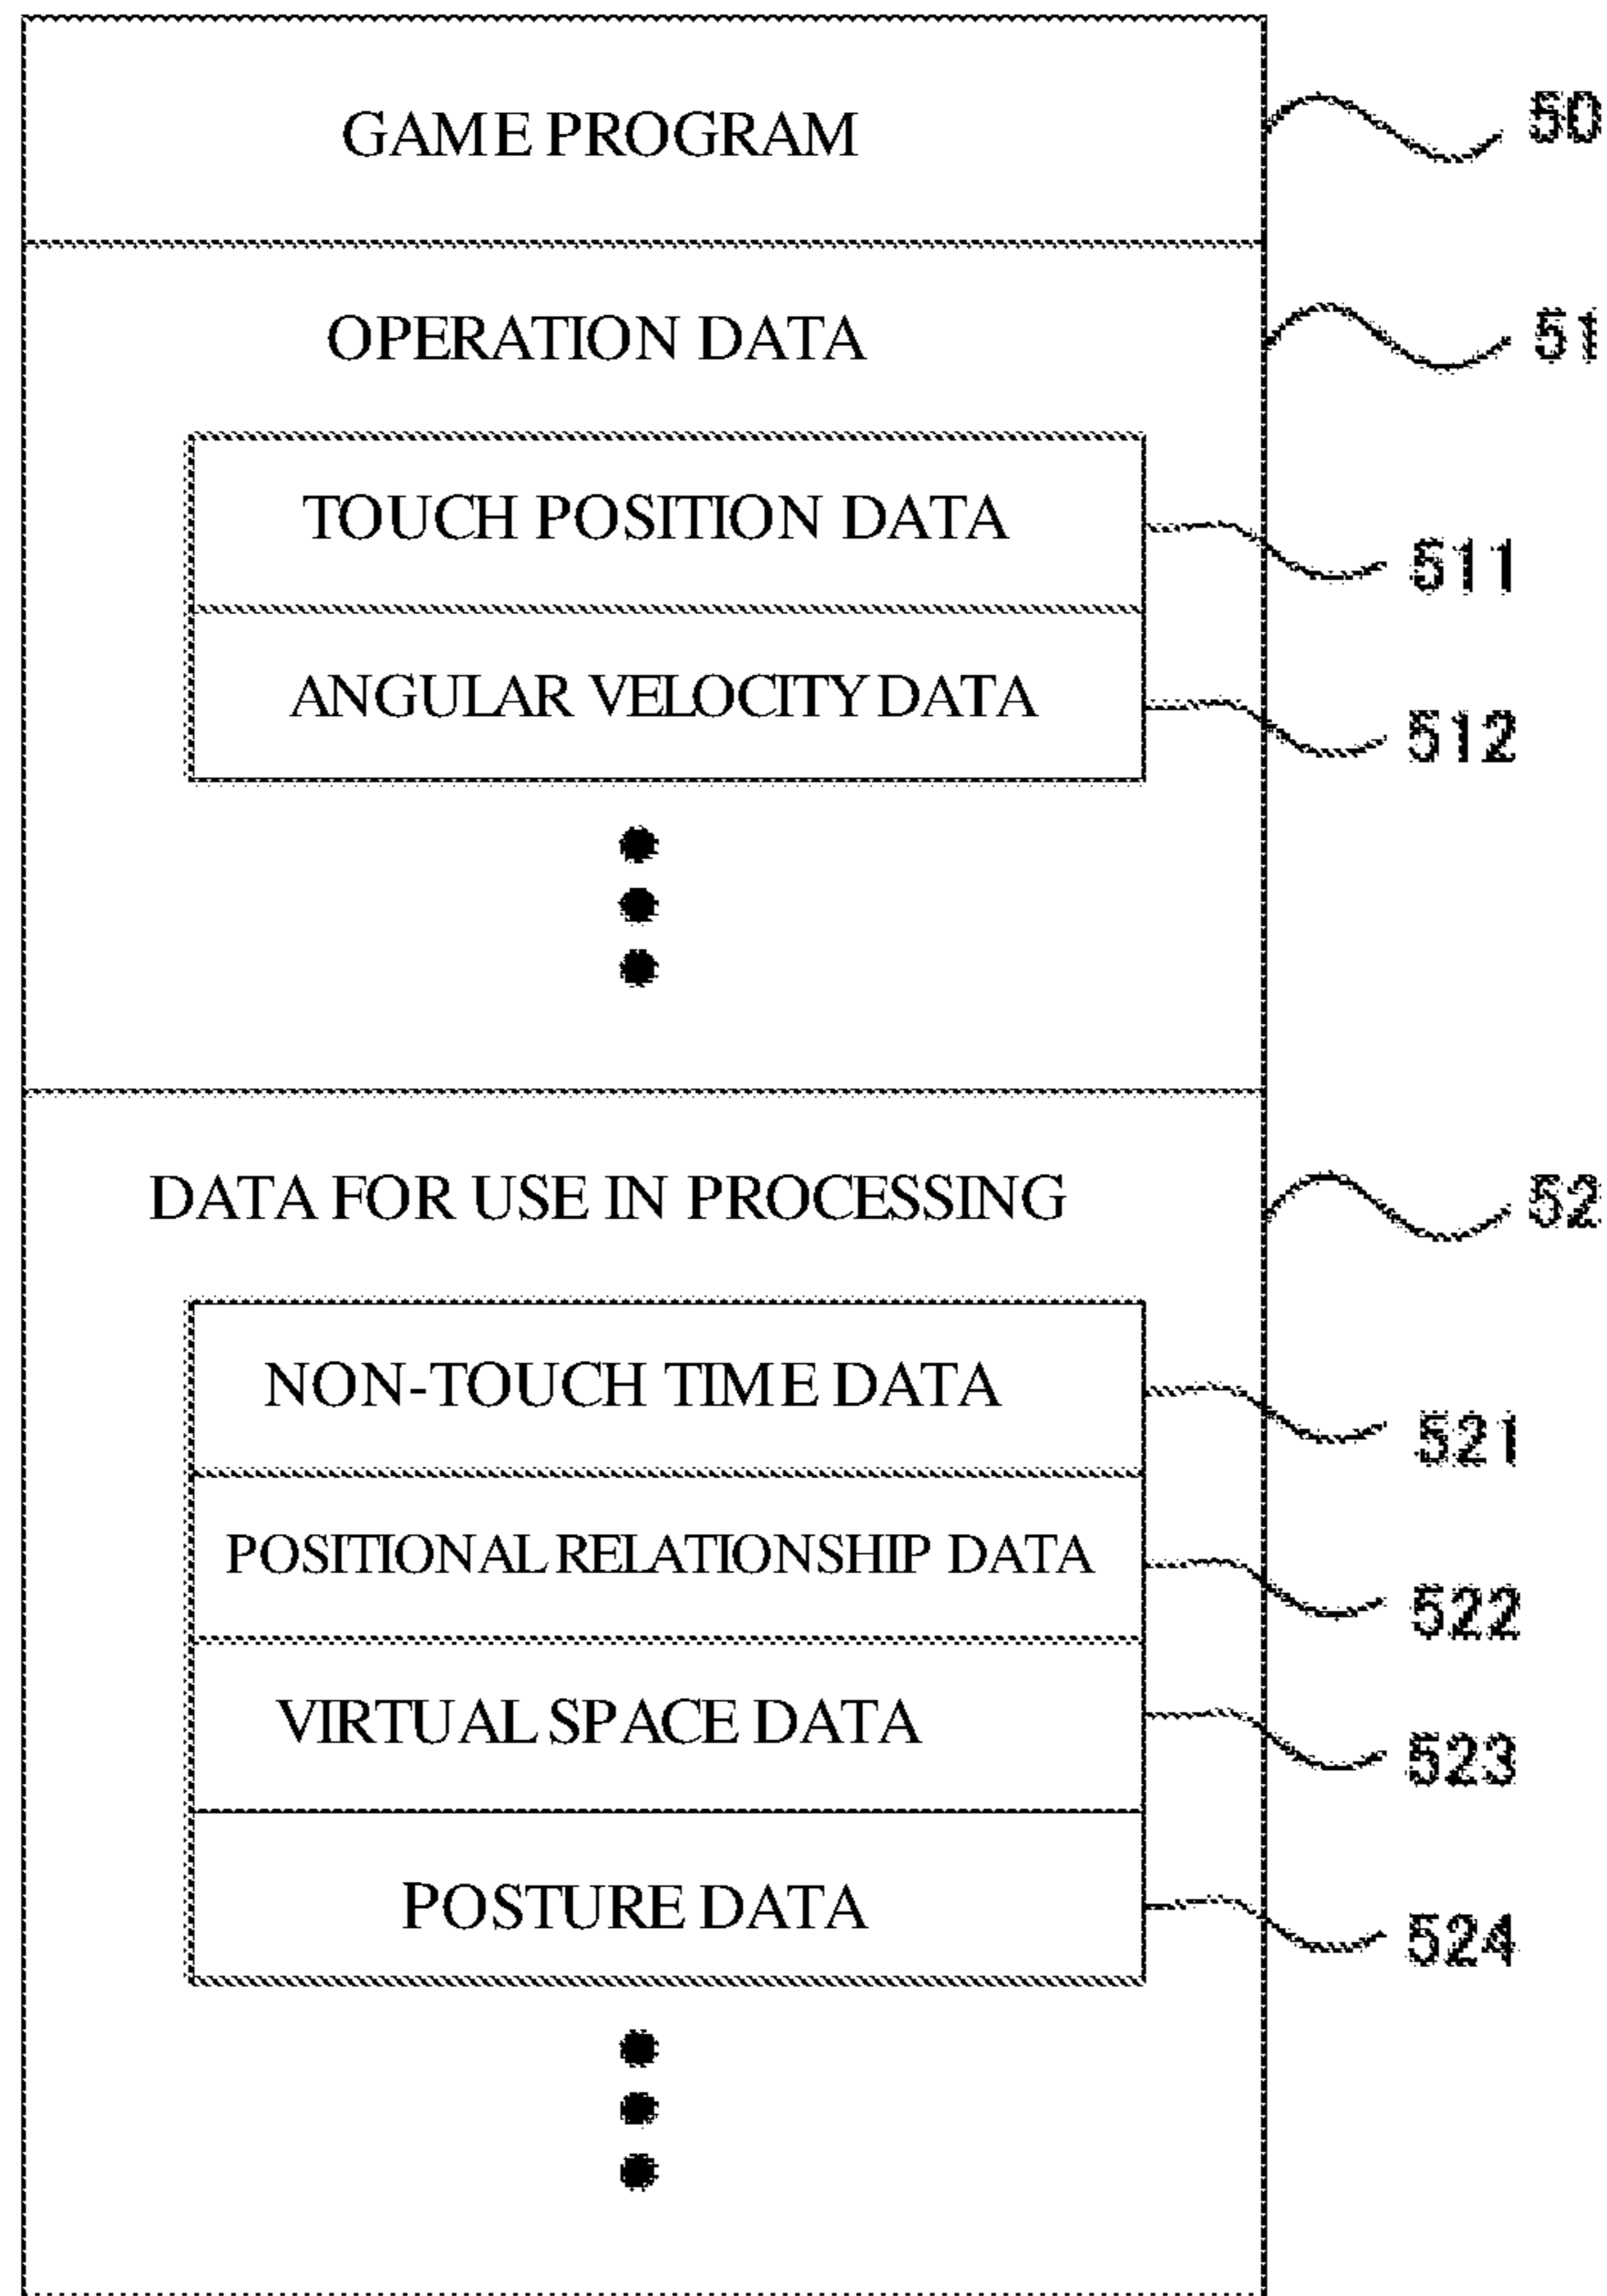 GAME PROGRAM 50
OPERATION DATA 51
TOUCH POSITION DATA 511
ANGULAR VELOCITY DATA 512
DATA FOR USE IN PROCESSING 52
NON-TOUCH TIME DATA 521
POSITIONAL RELATIONSHIP DATA 522
VIRTUAL SPACE DATA 523
POSTURE DATA 524